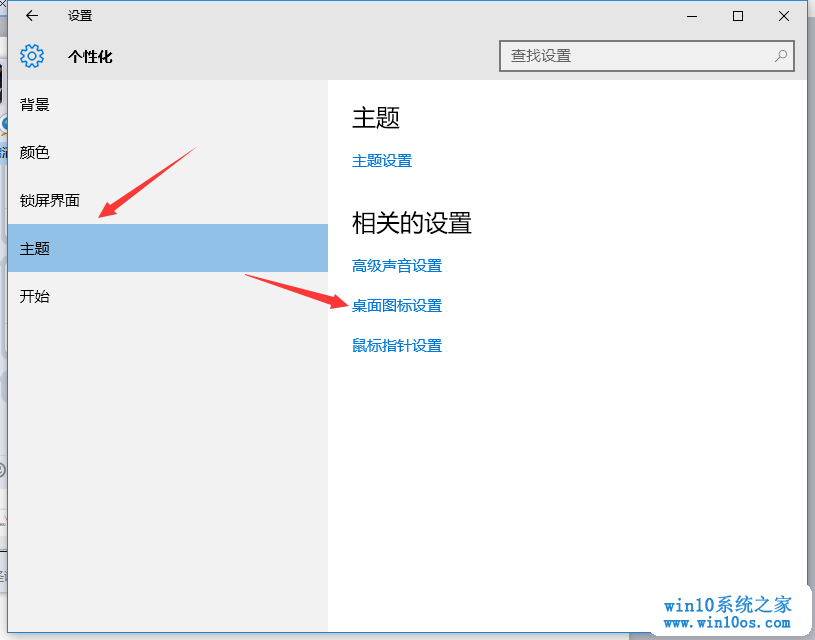 设置
个性化
查找设置
背景
颜色
锁屏界面
主题
开始
主题
主题设置
相关的设置
高级声音设置
桌面图标设置
鼠标指针设置
win10系统之家
www.win10os.com